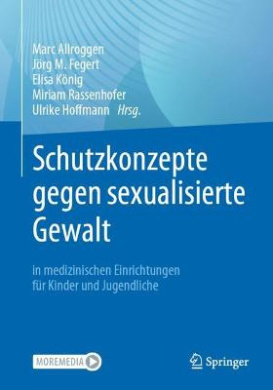 Marc Allroggen
Jörg M. Fegert
Elisa König
Miriam Rassenhofer
Ulrike Hoffmann Hrsg.
Schutzkonzepte
gegen sexualisierte
Gewalt
in medizinischen Einrichtungen
für Kinder und Jugendliche
MOREMEDIA
Springer